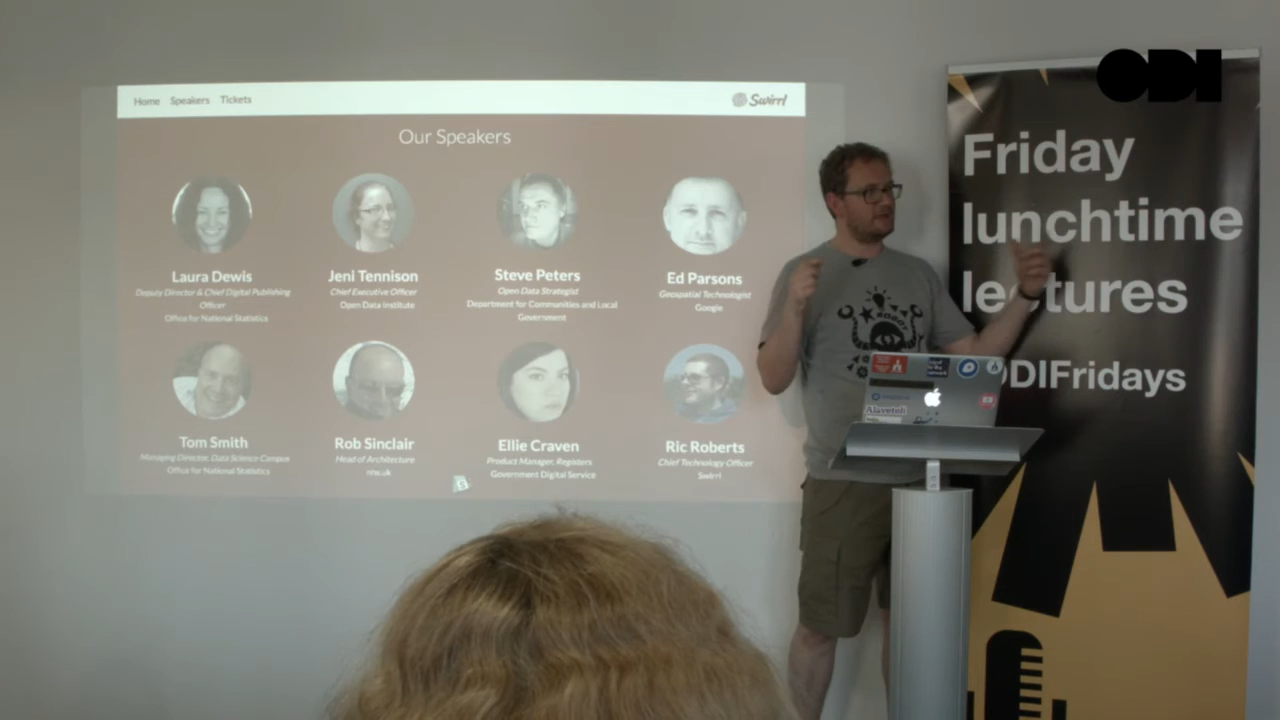 ODI
Home Speakers Tickets
Swirrl
Our Speakers
Laura Dewis
Deputy Director & Chief Digital Publishing
Officer
Office for National Statistics
Jeni Tennison
Chief Executive Officer
Open Data Institute
Steve Peters
Open Data Strategist
Department for Communities and Local
Government
Ed Parsons
Geospatial Technologist
Google
Tom Smith
Managing Director, Data Science Campus
Office for National Statistics
Rob Sinclair
Head of Architecture
nhs.uk
Ellie Craven
Product Manager, Registers
Government Digital Service
Ric Roberts
Chief Technology Officer
Swirrl
Friday
lunchtime
lectures
DIFridays
Alaveteli